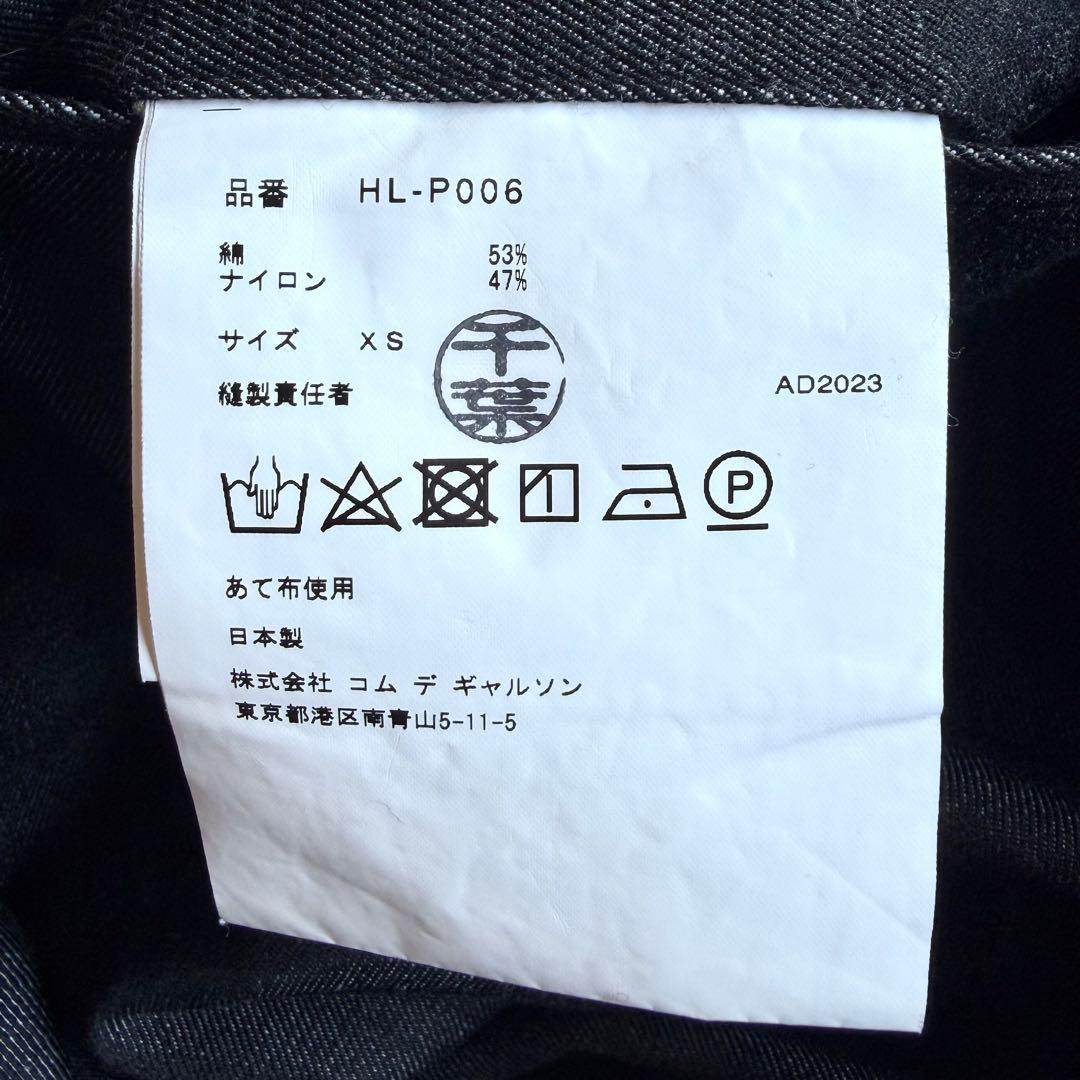 品番 HL-P006
綿 53%
ナイロン 47%
サイズ XS
千葉
縫製責任者 AD2023
P
あて布使用
日本製
株式会社 コム デ ギャルソン
東京都港区南青山5-11-5